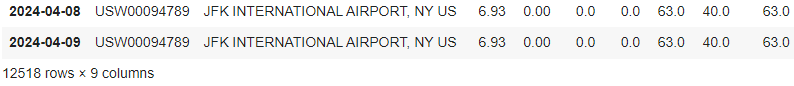 2024-04-08 USW00094789 JFK INTERNATIONAL AIRPORT, NY US 6.93 0.00 0.0 0.0 63.0 40.0 63.0
2024-04-09 USW00094789 JFK INTERNATIONAL AIRPORT, NY US 6.93 0.00 0.0 0.0 63.0 40.0 63.0
12518 rows × 9 columns